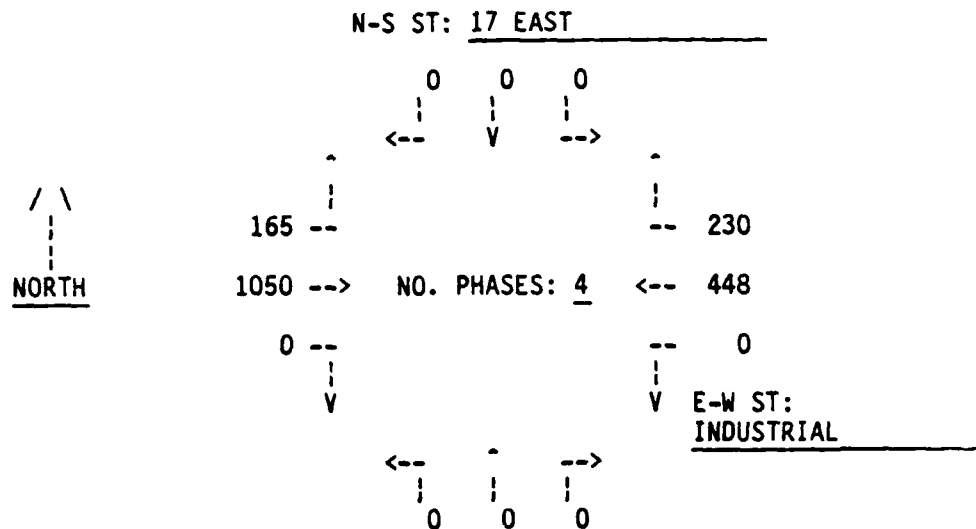 N-S ST: 17 EAST
0 0 0
<-- V -->
^ ^
/ \
165 -- -- 230
NORTH 1050 --> NO. PHASES: 4 <-- 448
0 -- -- 0
V V E-W ST:
INDUSTRIAL
<-- ^ -->
0 0 0